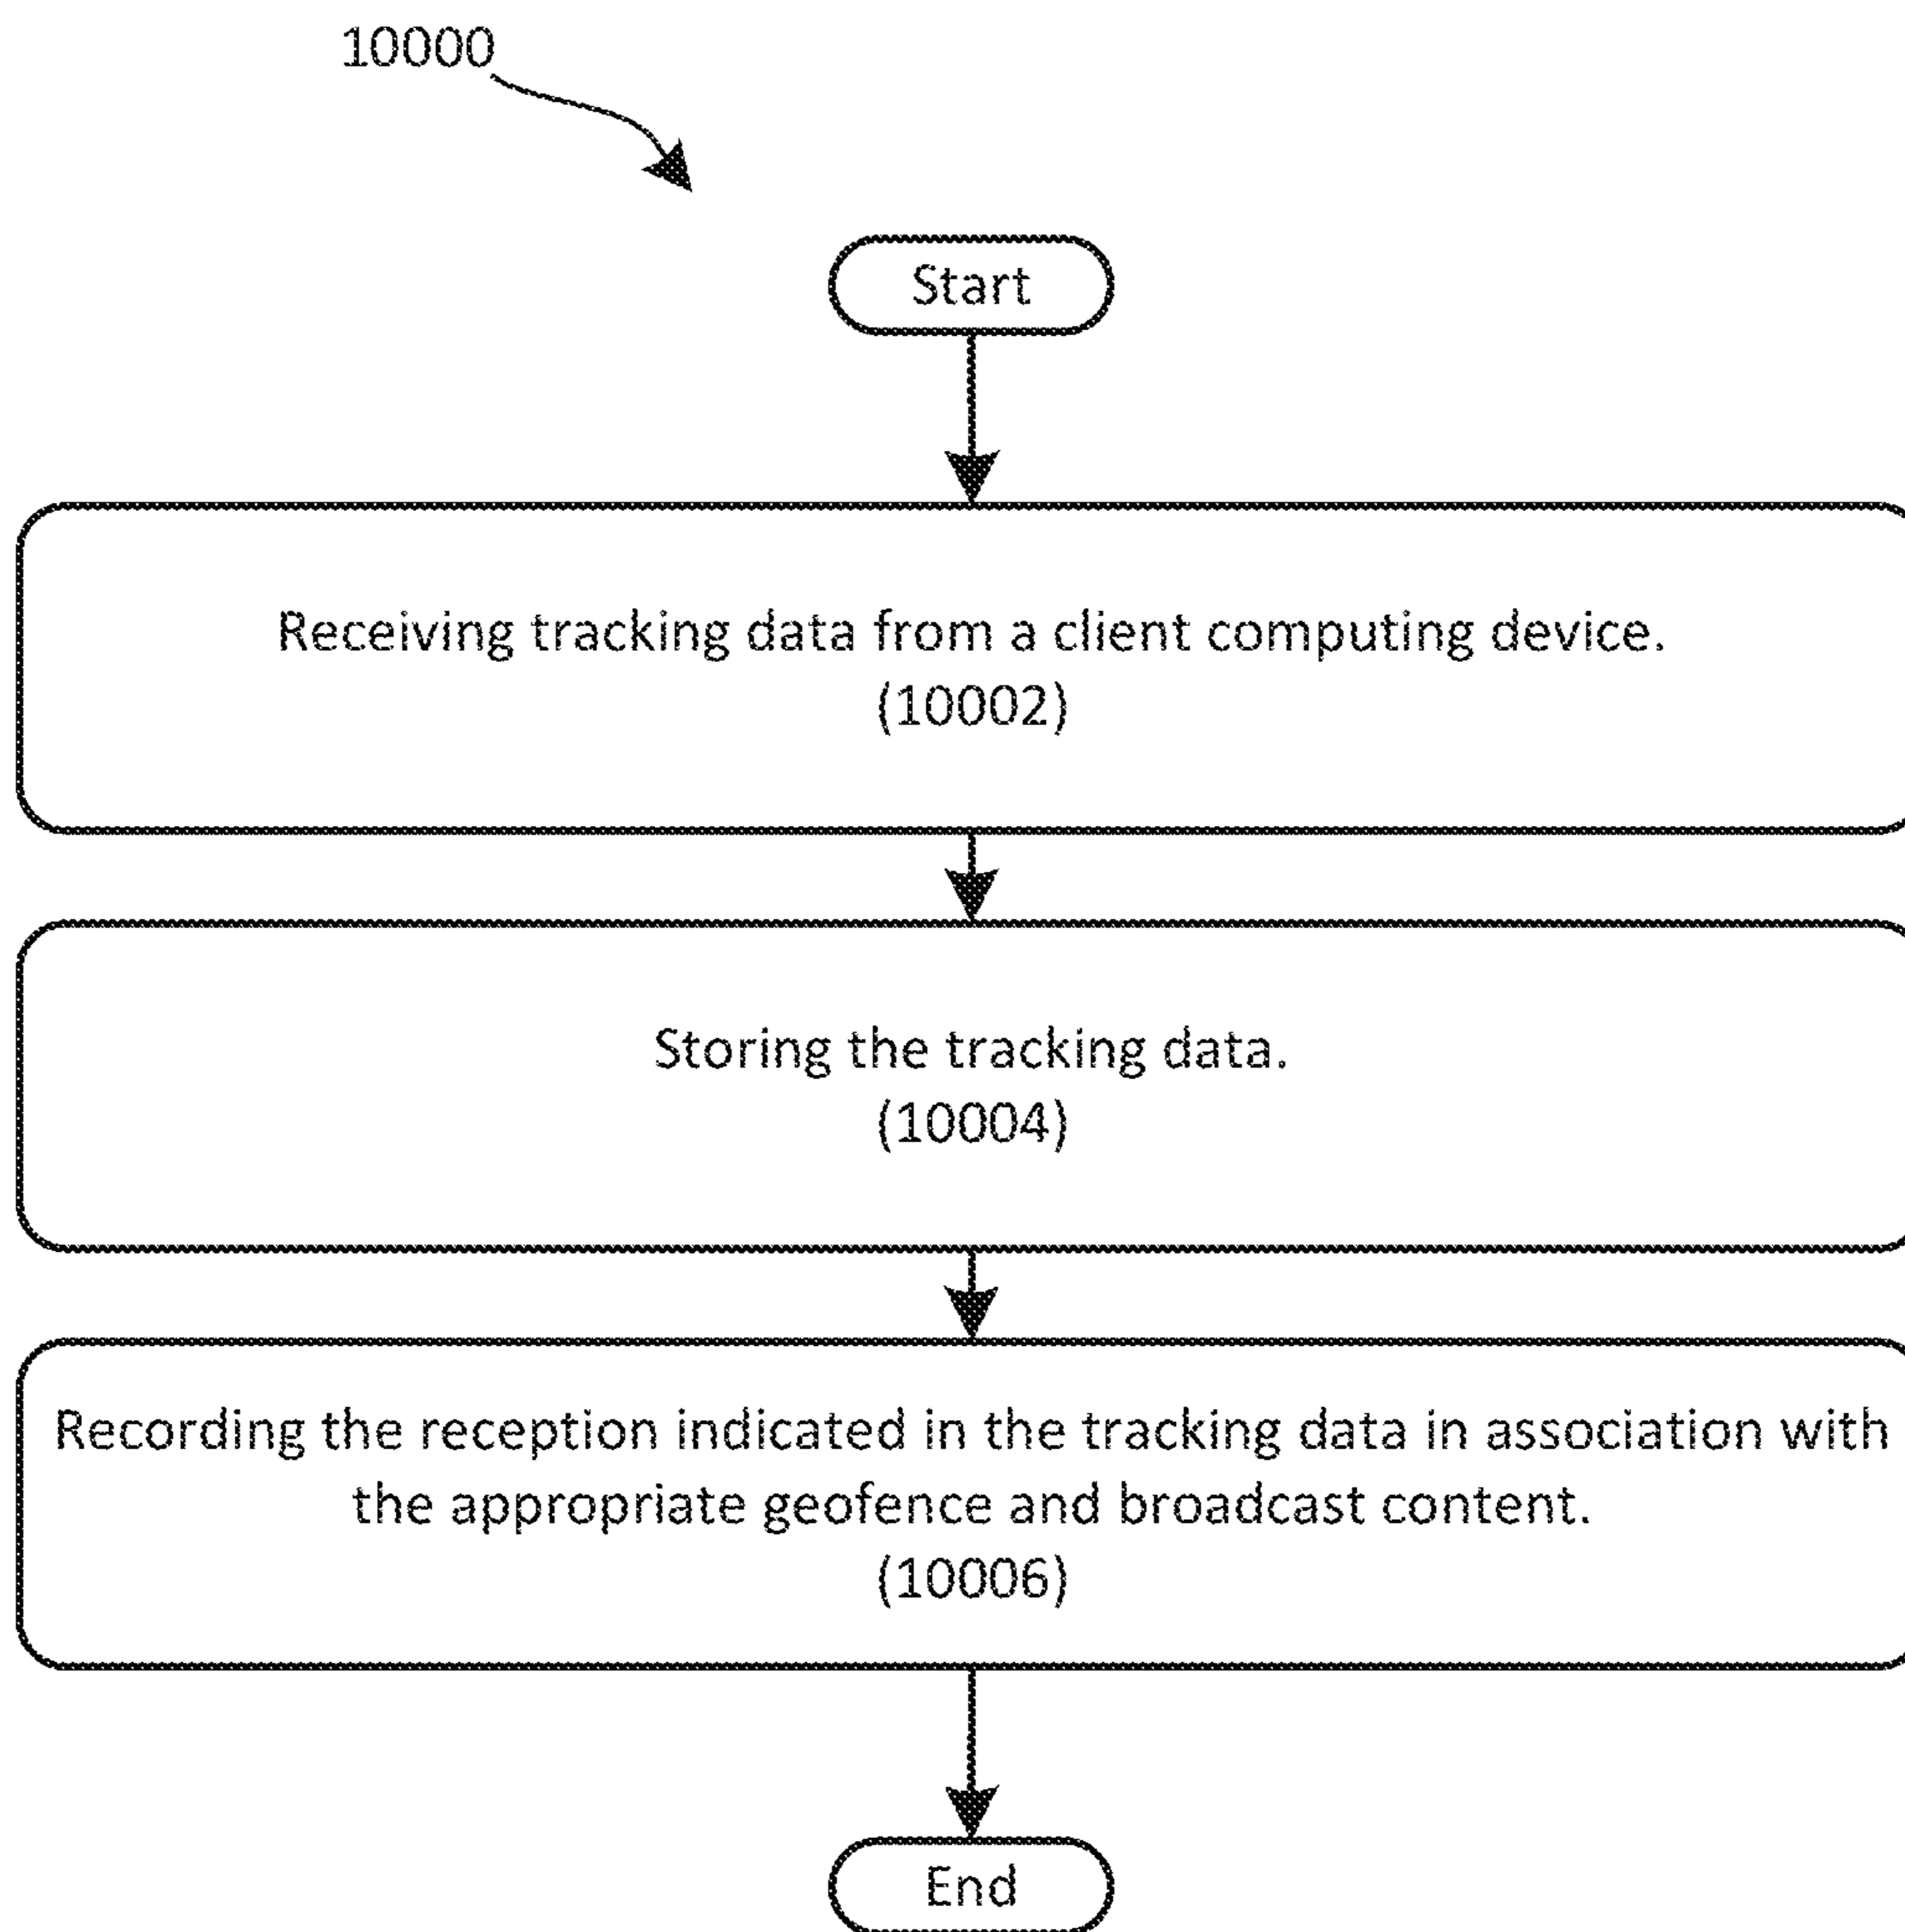 10000
Start
Receiving tracking data from a client computing device.
(10002)
Storing the tracking data.
(10004)
Recording the reception indicated in the tracking data in association with
the appropriate geofence and broadcast content.
(10006)
End